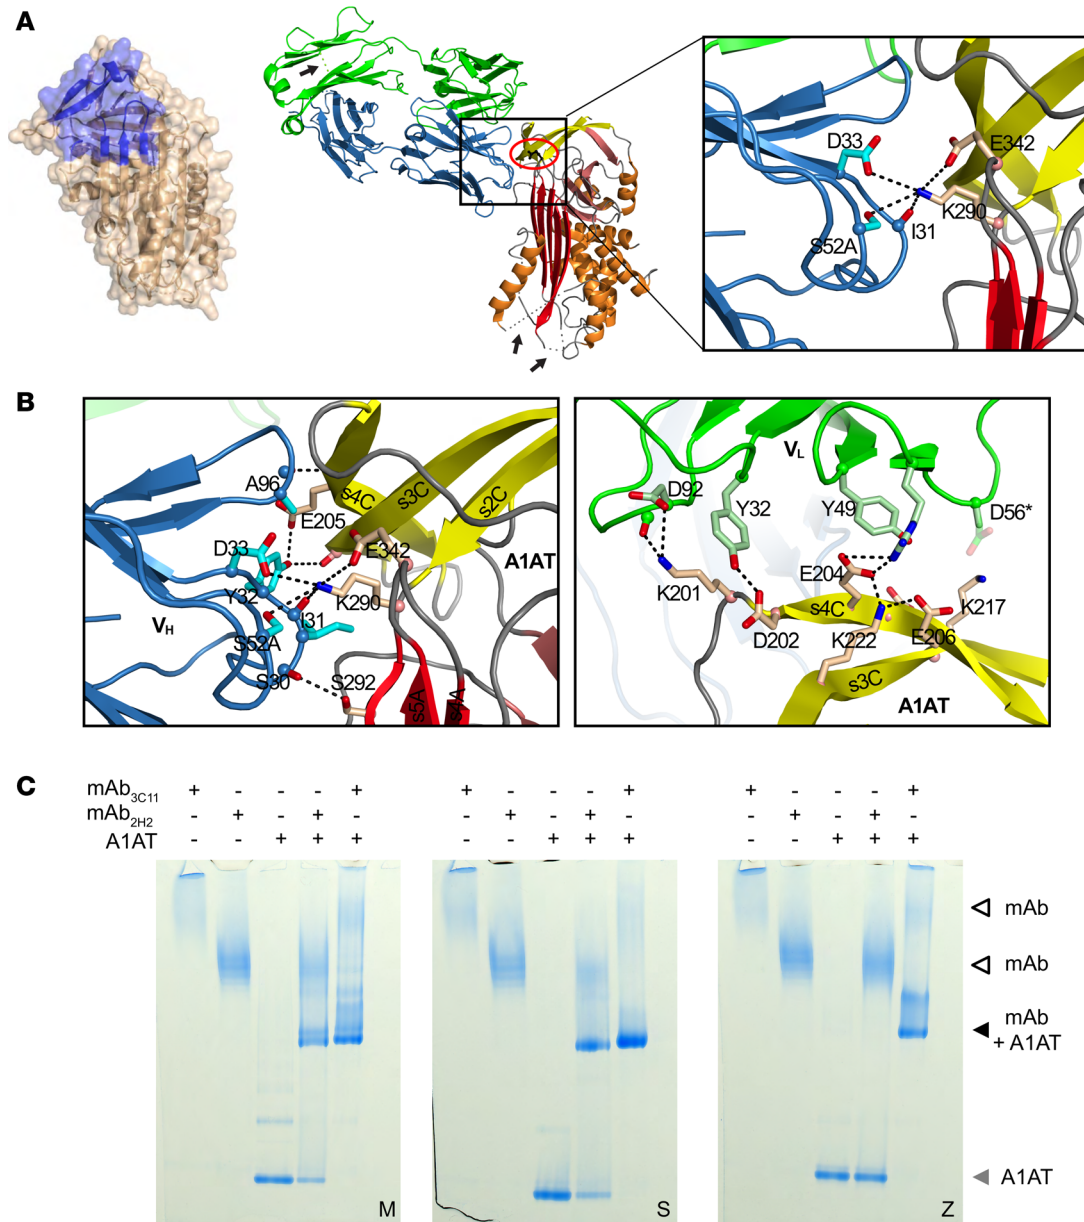 A
D33
E342
K290
I31
S52A
B
A96
E205
s4C
s3C
s2C
D33
E342
A1AT
Y32
K290
V_H
I31
S52A
S30
S292
s5A
s4A
V_L
D92
Y32
Y49
D56*
K201
E204
K217
s4C
D202
K222
E206
s3C
A1AT
C
mAb3C11 + - - - + + - - - + + - - - +
mAb2H2 - + - + - - + - + - - + - + -
A1AT - - + + + - - + + + - - + + +
mAb
mAb
mAb
+ A1AT
A1AT
M
S
Z